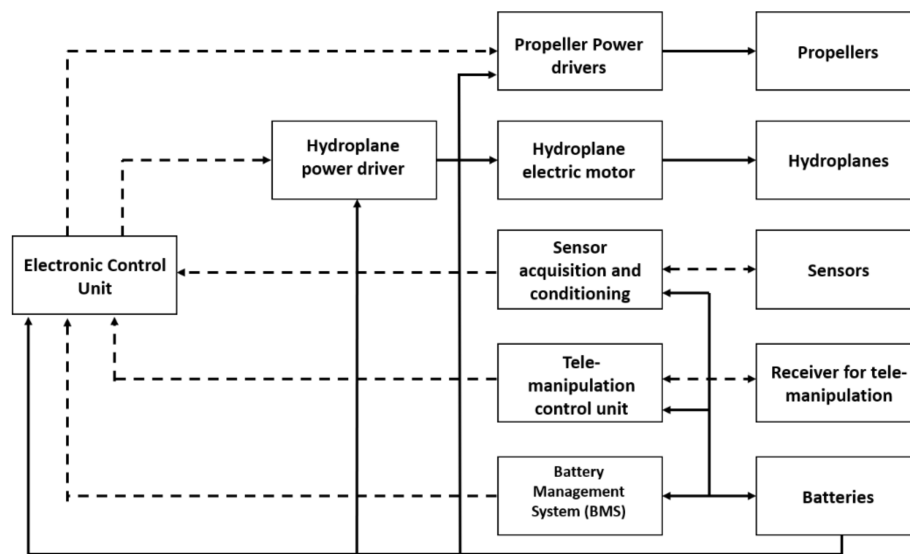 Propeller Power
drivers
Propellers
Hydroplane
power driver
Hydroplane
electric motor
Hydroplanes
Electronic Control
Unit
Sensor
acquisition and
conditioning
Sensors
Tele-
manipulation
control unit
Receiver for tele-
manipulation
Battery
Management
System (BMS)
Batteries